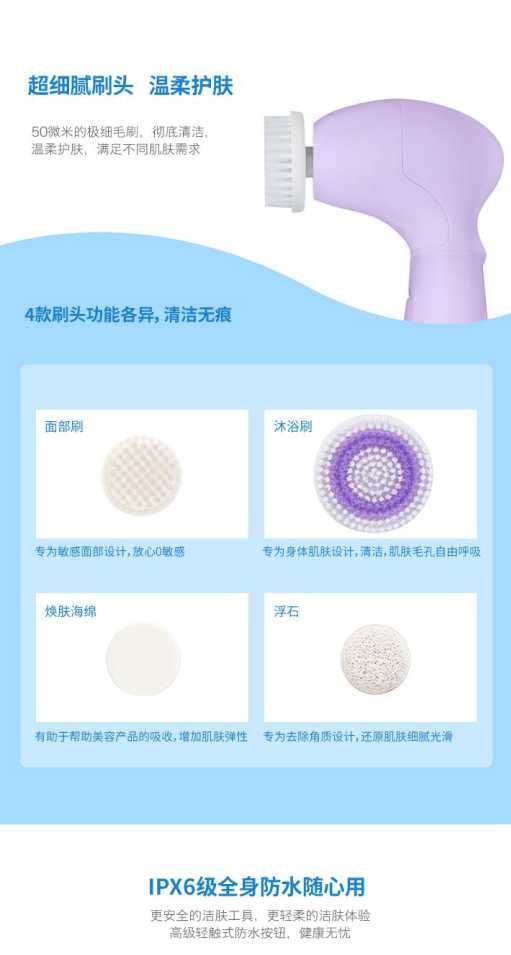 超细腻刷头 温柔护肤
50微米的极细毛刷，彻底清洁，
温柔护肤，满足不同肌肤需求
4款刷头功能各异，清洁无痕
面部刷
沐浴刷
专为敏感面部设计，放心0敏感
专为身体肌肤设计，清洁，肌肤毛孔自由呼吸
焕肤海绵
浮石
有助于帮助美容产品的吸收，增加肌肤弹性
专为去除角质设计，还原肌肤细腻光滑
IPX6级全身防水随心用
更安全的洁肤工具，更轻柔的洁肤体验
高级轻触式防水按钮，健康无忧